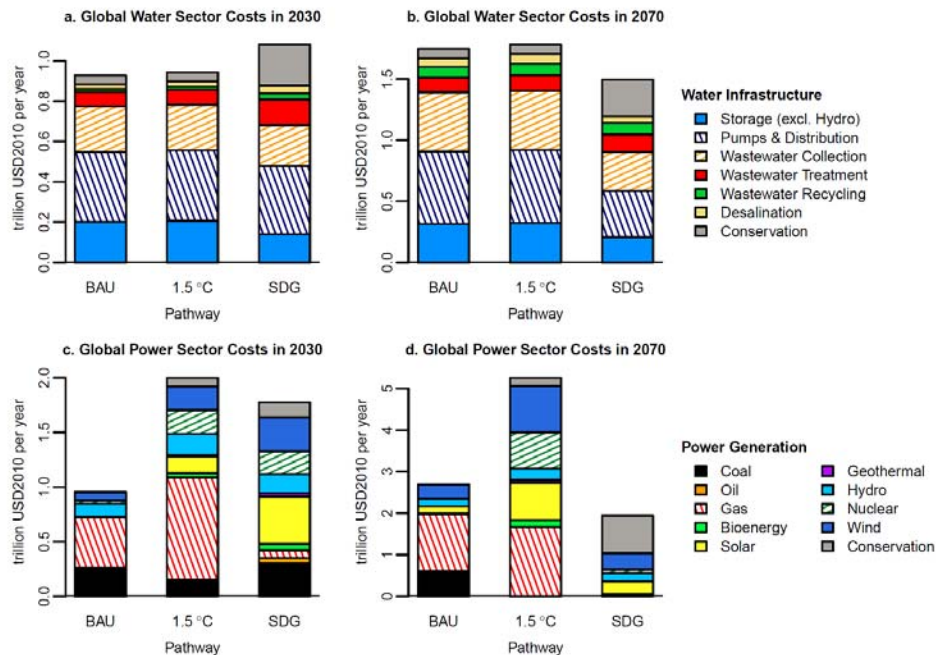 a. Global Water Sector Costs in 2030
trillion USD2010 per year
0.0
0.2
0.4
0.6
0.8
1.0
BAU
1.5 °C
SDG
Pathway
b. Global Water Sector Costs in 2070
trillion USD2010 per year
0.0
0.5
1.0
1.5
BAU
1.5 °C
SDG
Pathway
Water Infrastructure
Storage (excl. Hydro)
Pumps & Distribution
Wastewater Collection
Wastewater Treatment
Wastewater Recycling
Desalination
Conservation
c. Global Power Sector Costs in 2030
trillion USD2010 per year
0.0
0.5
1.0
1.5
2.0
BAU
1.5 °C
SDG
Pathway
d. Global Power Sector Costs in 2070
trillion USD2010 per year
0
1
2
3
4
5
BAU
1.5 °C
SDG
Pathway
Power Generation
Coal
Oil
Gas
Bioenergy
Solar
Geothermal
Hydro
Nuclear
Wind
Conservation